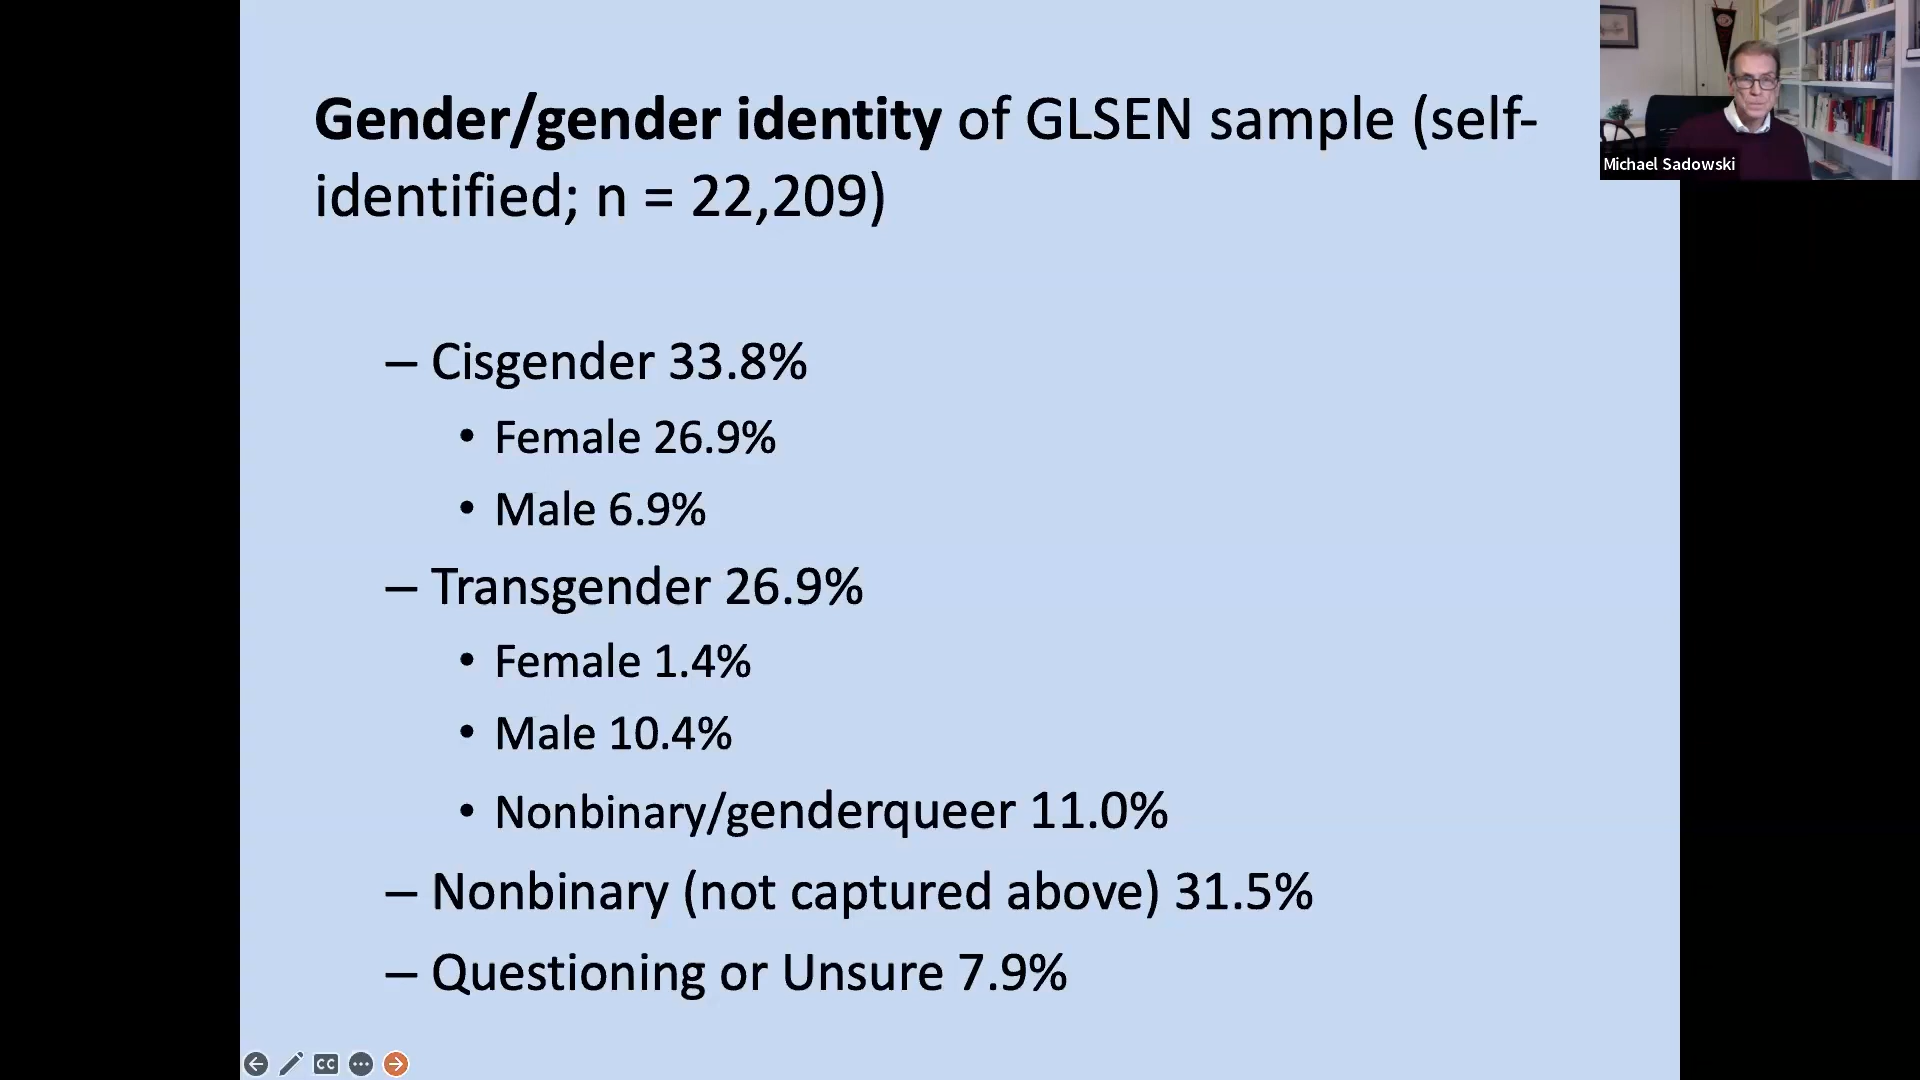 Gender/gender identity of GLSEN sample (self-
identified; n = 22,209)
– Cisgender 33.8%
• Female 26.9%
• Male 6.9%
– Transgender 26.9%
• Female 1.4%
• Male 10.4%
• Nonbinary/genderqueer 11.0%
– Nonbinary (not captured above) 31.5%
– Questioning or Unsure 7.9%
Michael Sadowski
CC